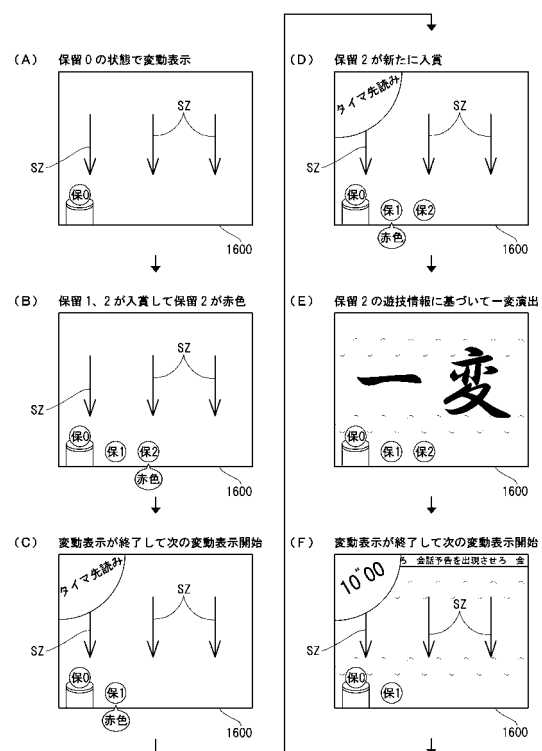 (A) 保留0の状態で変動表示
SZ
SZ
保0
1600
(B) 保留1、2が入賞して保留2が赤色
SZ
SZ
保0
保1
保2
赤色
1600
(C) 変動表示が終了して次の変動表示開始
タイマ先読み
SZ
SZ
保0
保1
赤色
1600
(D) 保留2が新たに入賞
タイマ先読み
SZ
SZ
保0
保1
保2
赤色
1600
(E) 保留2の遊技情報に基づいて一変演出
一変
保0
保1
保2
1600
(F) 変動表示が終了して次の変動表示開始
10"00
ろ 会話予告を出現させろ 会
SZ
SZ
保0
保1
1600